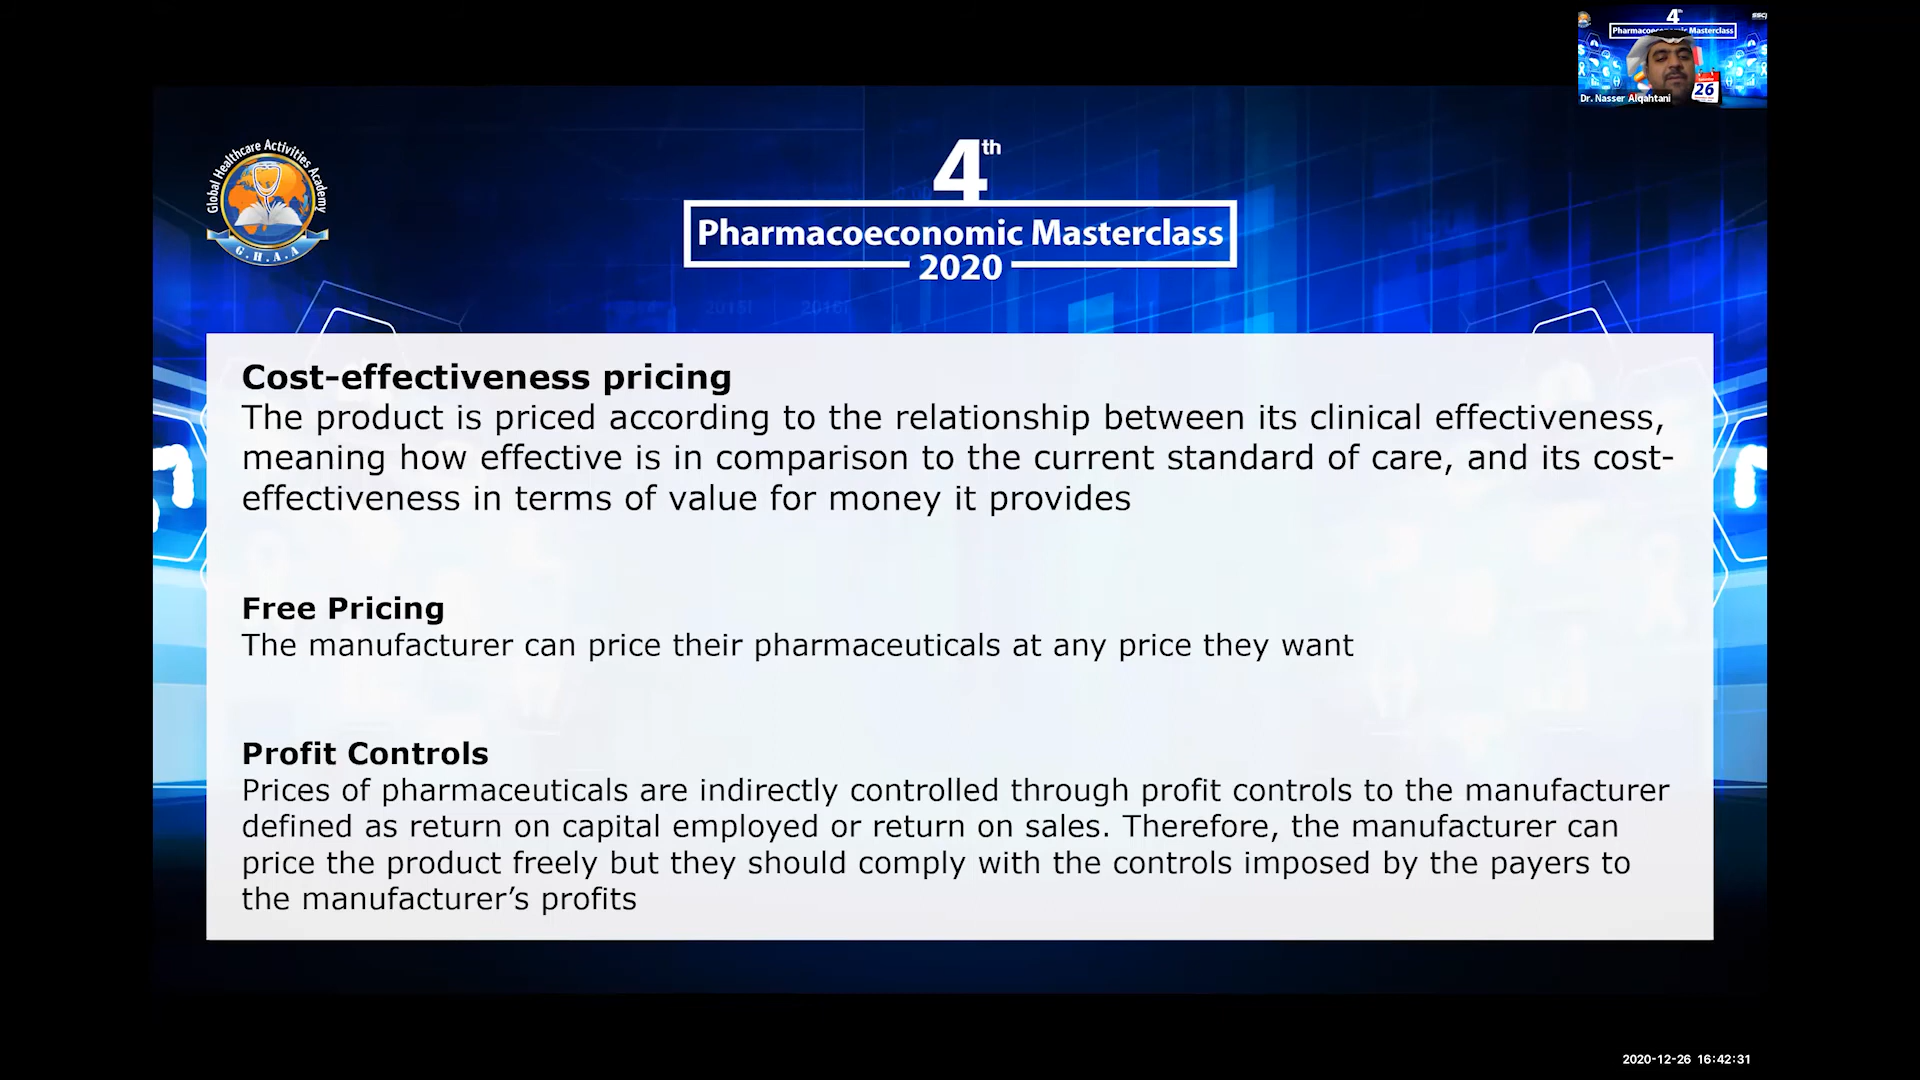 4th
Pharmacoeconomic Masterclass
26
Dr. Nasser Alqahtani
Global Healthcare Activities Academy
G.H.A.A
4th
Pharmacoeconomic Masterclass
2020
Cost-effectiveness pricing
The product is priced according to the relationship between its clinical effectiveness,
meaning how effective is in comparison to the current standard of care, and its cost-
effectiveness in terms of value for money it provides
Free Pricing
The manufacturer can price their pharmaceuticals at any price they want
Profit Controls
Prices of pharmaceuticals are indirectly controlled through profit controls to the manufacturer
defined as return on capital employed or return on sales. Therefore, the manufacturer can
price the product freely but they should comply with the controls imposed by the payers to
the manufacturer’s profits
2020-12-26 16:42:31